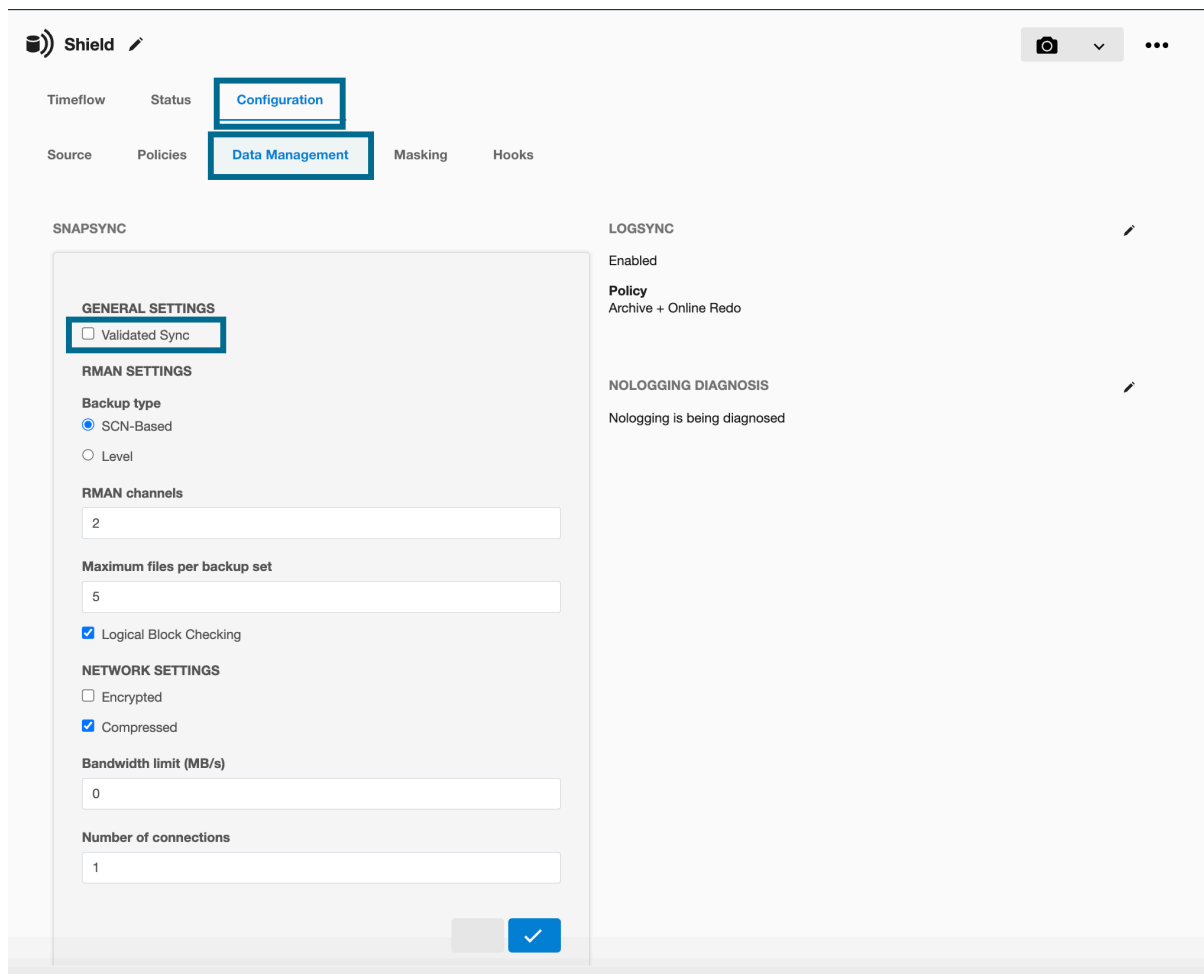 Shield
Timeflow Status Configuration
Source Policies Data Management Masking Hooks
SNAPSYNC
GENERAL SETTINGS
Validated Sync
RMAN SETTINGS
Backup type
SCN-Based
Level
RMAN channels
2
Maximum files per backup set
5
Logical Block Checking
NETWORK SETTINGS
Encrypted
Compressed
Bandwidth limit (MB/s)
0
Number of connections
1
LOGSYNC
Enabled
Policy
Archive + Online Redo
NOLOGGING DIAGNOSIS
Nologging is being diagnosed